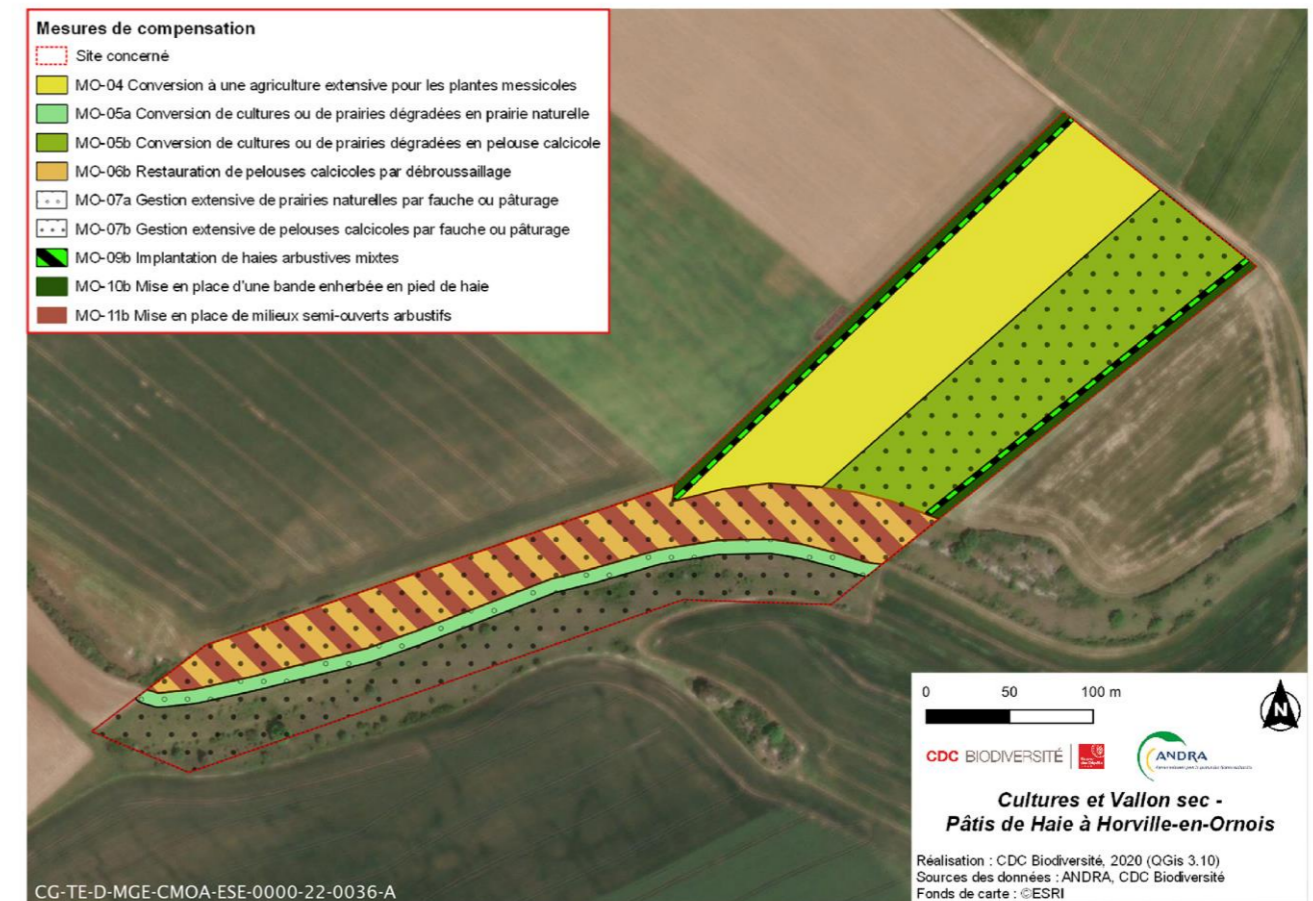 Mesures de compensation
Site concerné
MO-04 Conversion à une agriculture extensive pour les plantes messicoles
MO-05a Conversion de cultures ou de prairies dégradées en prairie naturelle
MO-05b Conversion de cultures ou de prairies dégradées en pelouse calcicole
MO-06b Restauration de pelouses calcicoles par débroussaillage
MO-07a Gestion extensive de prairies naturelles par fauche ou pâturage
MO-07b Gestion extensive de pelouses calcicoles par fauche ou pâturage
MO-09b Implantation de haies arbustives mixtes
MO-10b Mise en place d'une bande enherbée en pied de haie
MO-11b Mise en place de milieux semi-ouverts arbustifs
0 50 100 m
N
CDC BIODIVERSITÉ
ANDRA
Cultures et Vallon sec -
Pâtis de Haie à Horville-en-Ornois
Réalisation : CDC Biodiversité, 2020 (QGis 3.10)
Sources des données : ANDRA, CDC Biodiversité
Fonds de carte : ©ESRI
CG-TE-D-MGE-CMOA-ESE-0000-22-0036-A